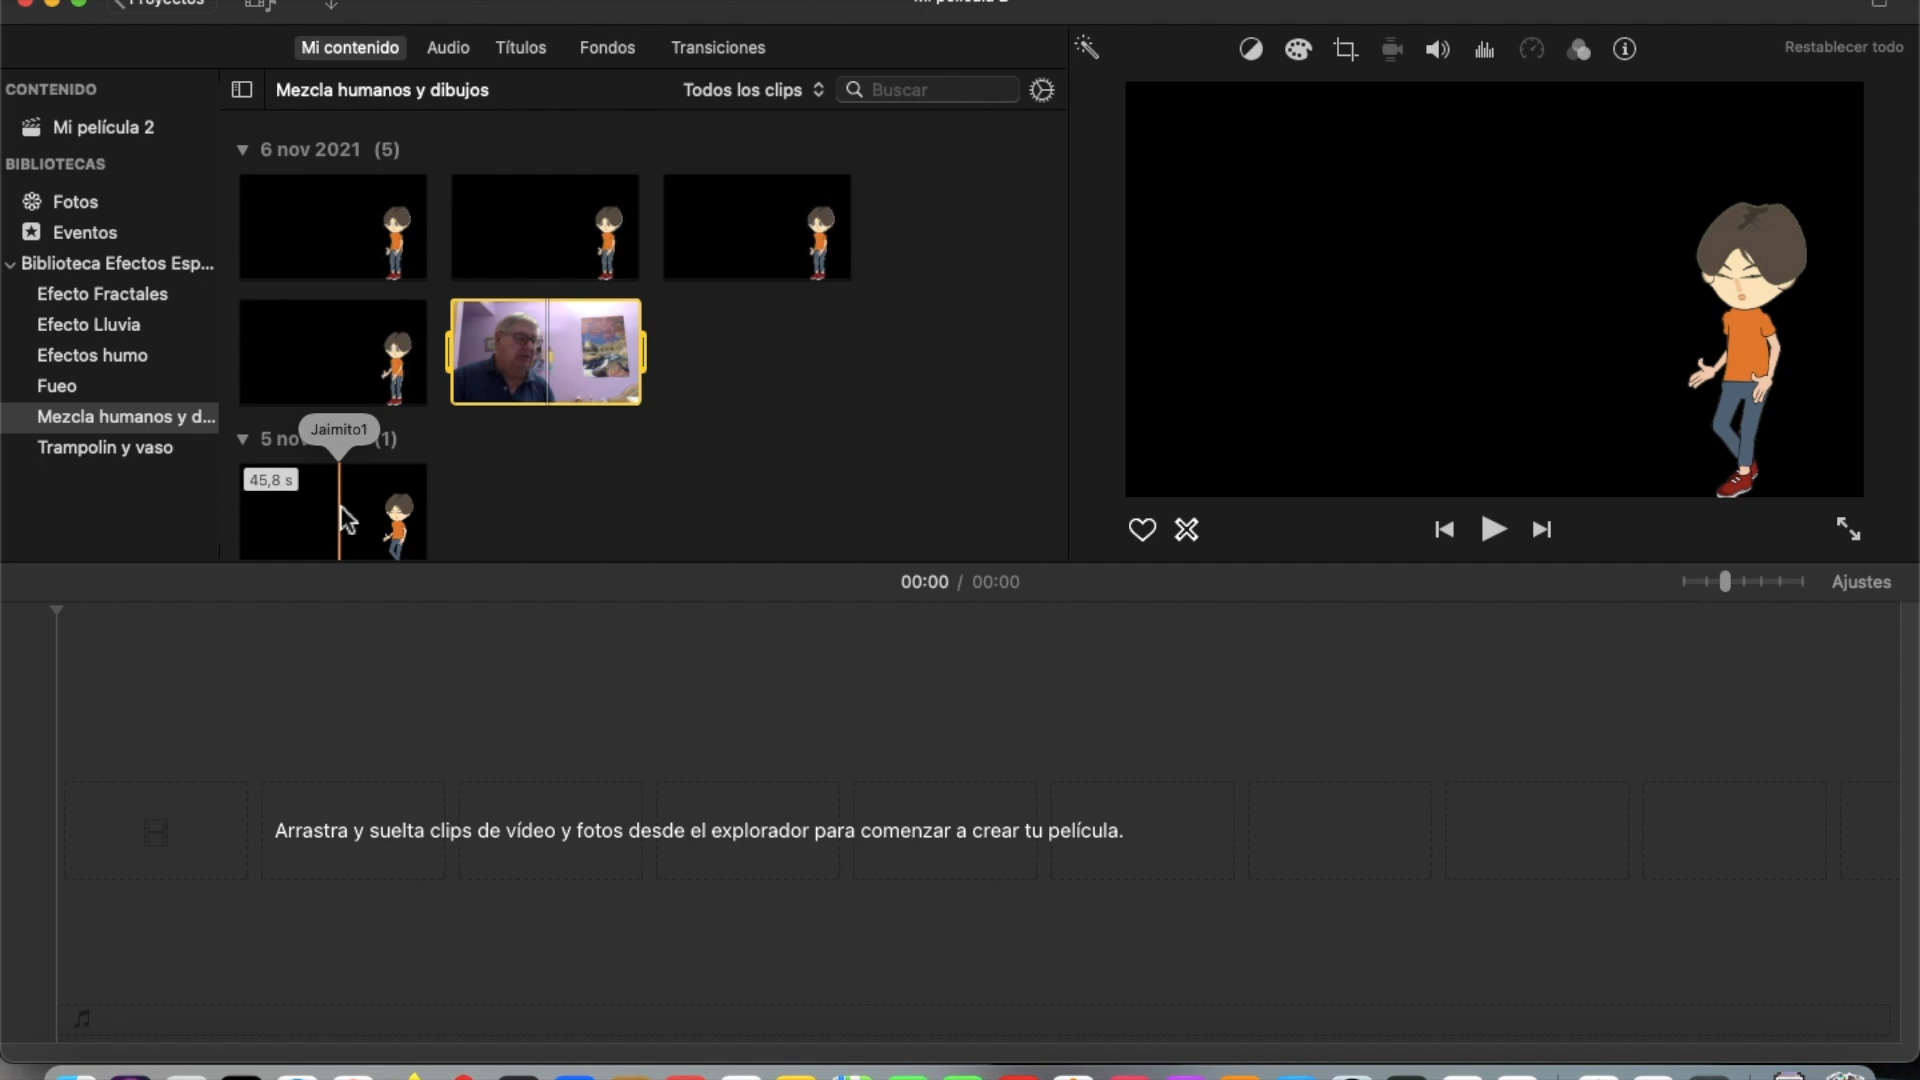 Proyectos
Mi contenido
Audio
Títulos
Fondos
Transiciones
Restablecer todo
CONTENIDO
Mi película 2
BIBLIOTECAS
Fotos
Eventos
Biblioteca Efectos Esp...
Efecto Fractales
Efecto Lluvia
Efectos humo
Fueo
Mezcla humanos y d...
Trampolin y vaso
Mezcla humanos y dibujos
Todos los clips
Buscar
6 nov 2021 (5)
Jaimito1
5 no (1)
45,8 s
00:00 / 00:00
Ajustes
Arrastra y suelta clips de vídeo y fotos desde el explorador para comenzar a crear tu película.